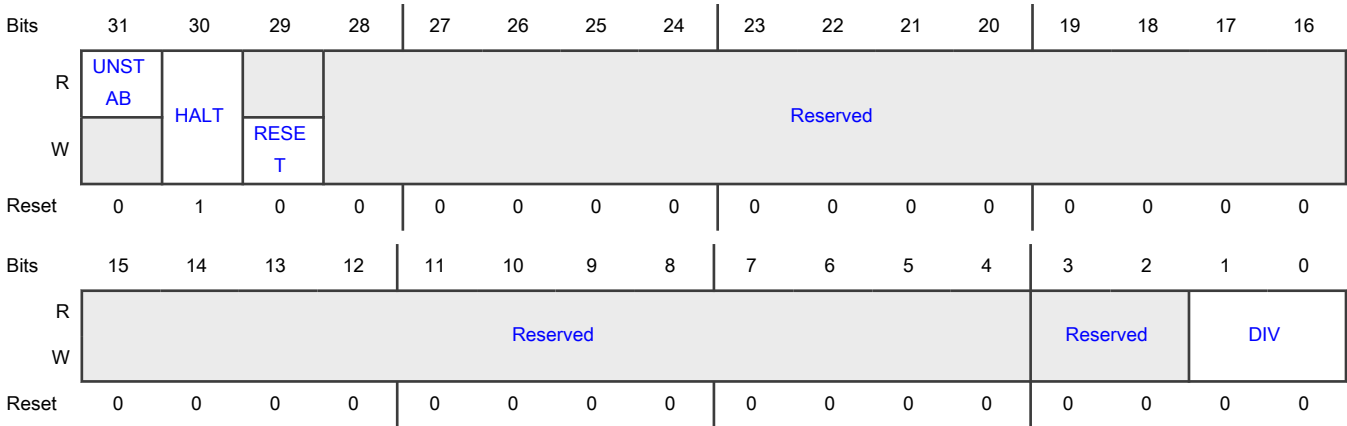 Bits 31 30 29 28 27 26 25 24 23 22 21 20 19 18 17 16
R UNST
AB HALT Reserved
W RESE
T
Reset 0 1 0 0 0 0 0 0 0 0 0 0 0 0 0 0
Bits 15 14 13 12 11 10 9 8 7 6 5 4 3 2 1 0
R Reserved Reserved DIV
W
Reset 0 0 0 0 0 0 0 0 0 0 0 0 0 0 0 0